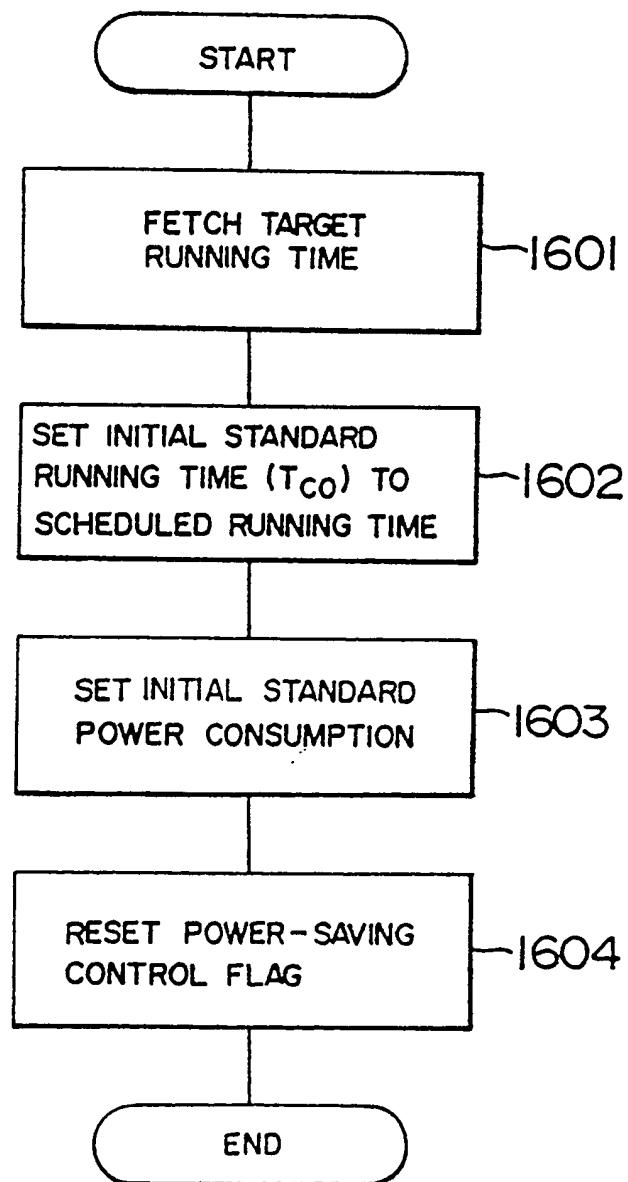 START
FETCH TARGET
RUNNING TIME
1601
SET INITIAL STANDARD
RUNNING TIME (TCO) TO
SCHEDULED RUNNING TIME
1602
SET INITIAL STANDARD
POWER CONSUMPTION
1603
RESET POWER-SAVING
CONTROL FLAG
1604
END